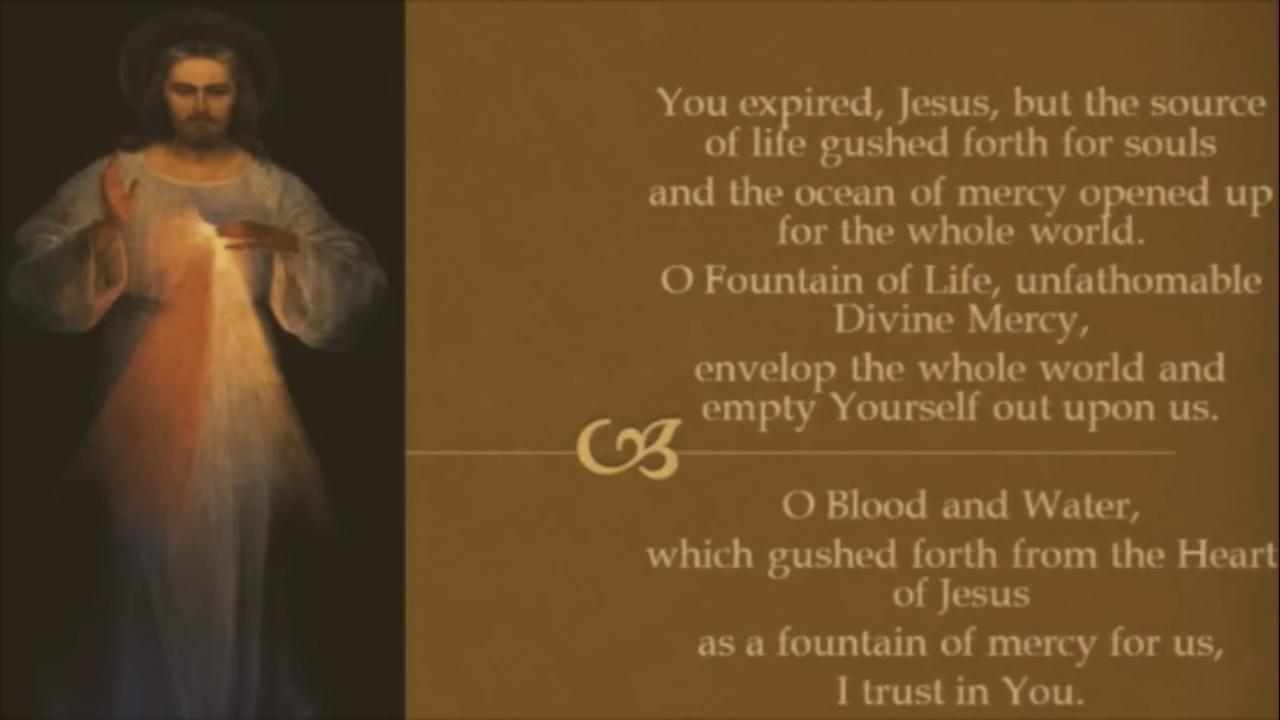 You expired, Jesus, but the source
of life gushed forth for souls
and the ocean of mercy opened up
for the whole world.
O Fountain of Life, unfathomable
Divine Mercy,
envelop the whole world and
empty Yourself out upon us.
O Blood and Water,
which gushed forth from the Heart
of Jesus
as a fountain of mercy for us,
I trust in You.